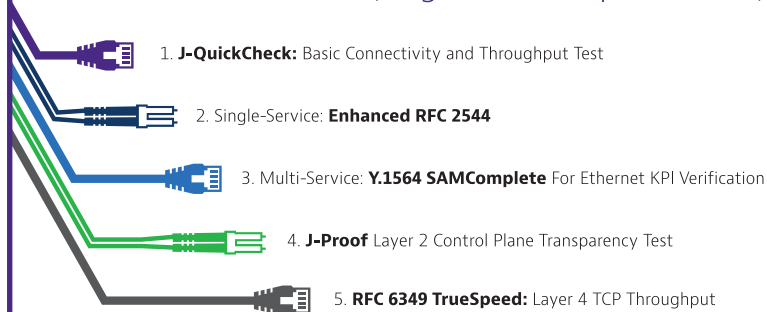 1. J-QuickCheck: Basic Connectivity and Throughput Test
2. Single-Service: Enhanced RFC 2544
3. Multi-Service: Y.1564 SAMComplete For Ethernet KPI Verification
4. J-Proof Layer 2 Control Plane Transparency Test
5. RFC 6349 TrueSpeed: Layer 4 TCP Throughput